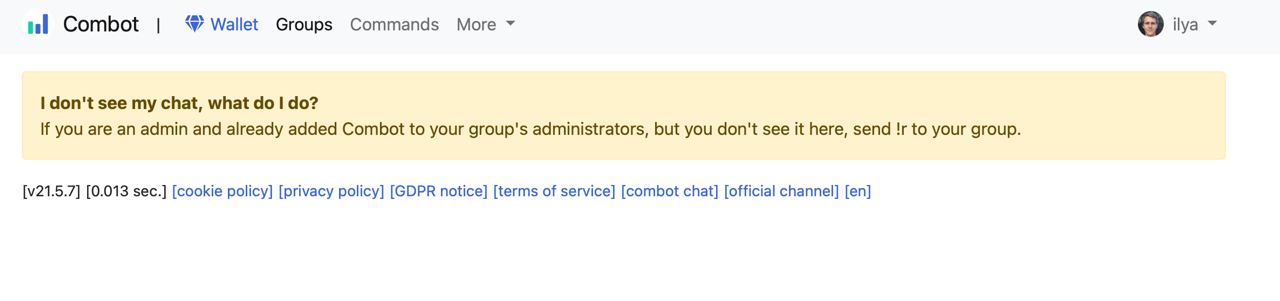 Combot | Wallet Groups Commands More ilya
I don't see my chat, what do I do?
If you are an admin and already added Combot to your group's administrators, but you don't see it here, send !r to your group.
[v21.5.7] [0.013 sec.] [cookie policy] [privacy policy] [GDPR notice] [terms of service] [combot chat] [official channel] [en]